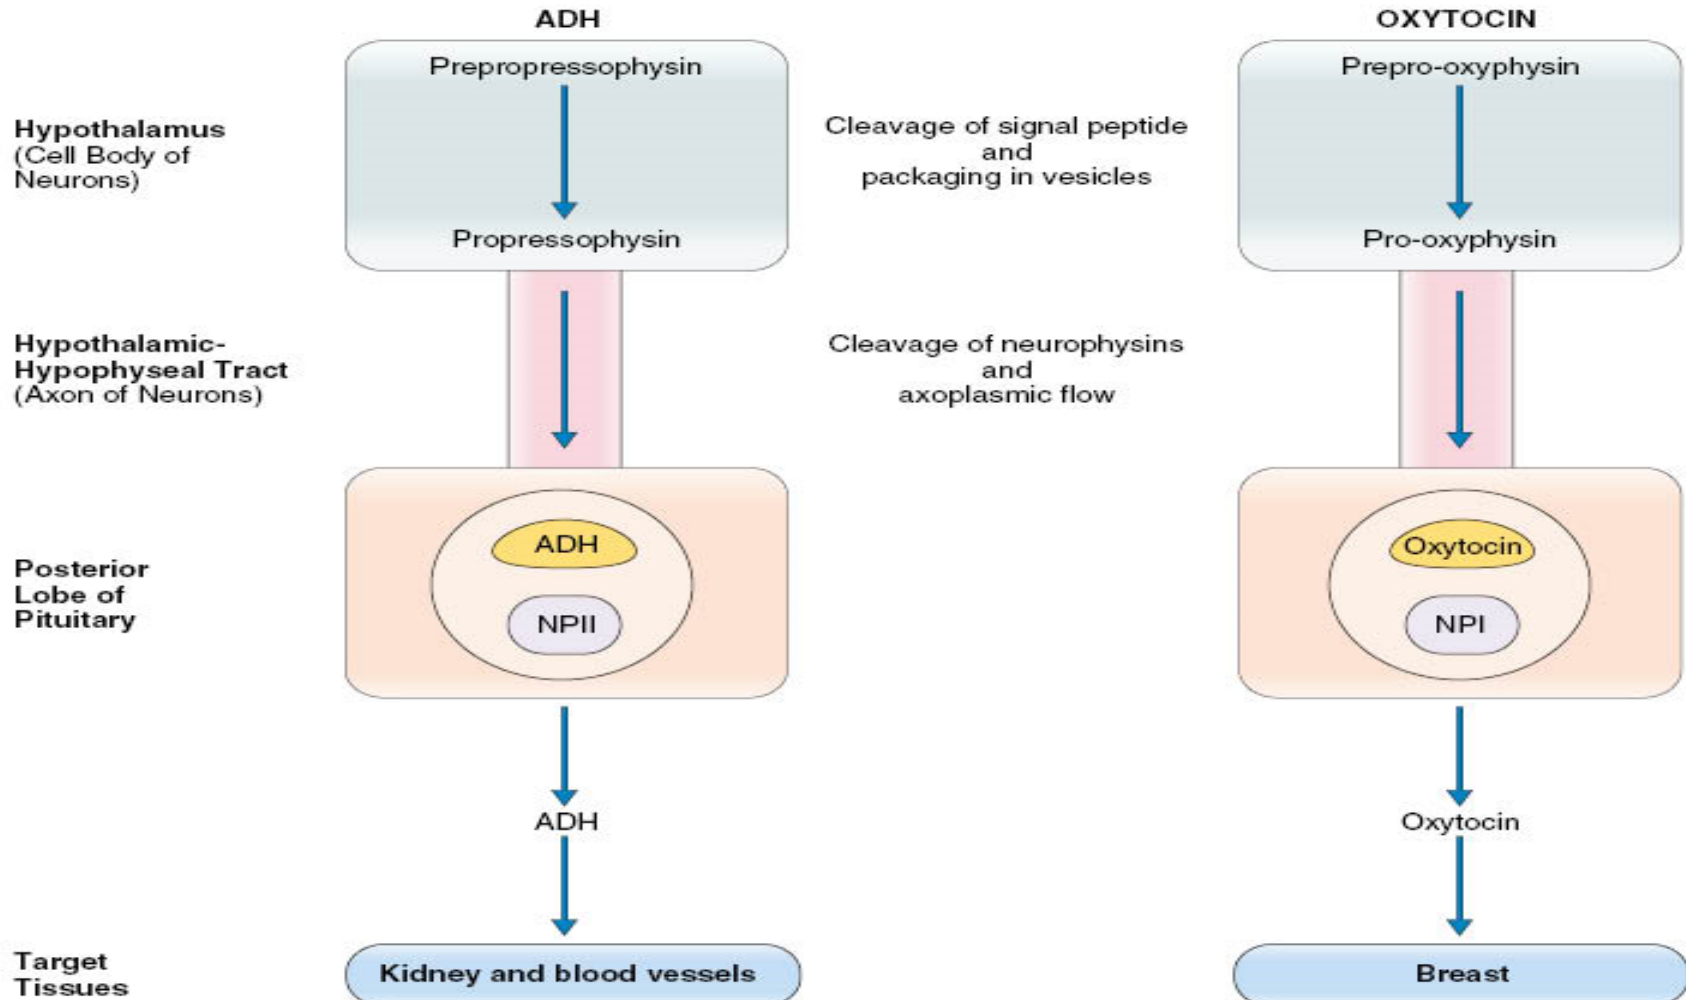 ADH
OXYTOCIN
Prepropressophysin
Prepro-oxyphysin
Hypothalamus
(Cell Body of
Neurons)
Cleavage of signal peptide
and
packaging in vesicles
Propressophysin
Pro-oxyphysin
Hypothalamic-
Hypophyseal Tract
(Axon of Neurons)
Cleavage of neurophysins
and
axoplasmic flow
Posterior
Lobe of
Pituitary
ADH
NPII
Oxytocin
NPI
ADH
Oxytocin
Target
Tissues
Kidney and blood vessels
Breast